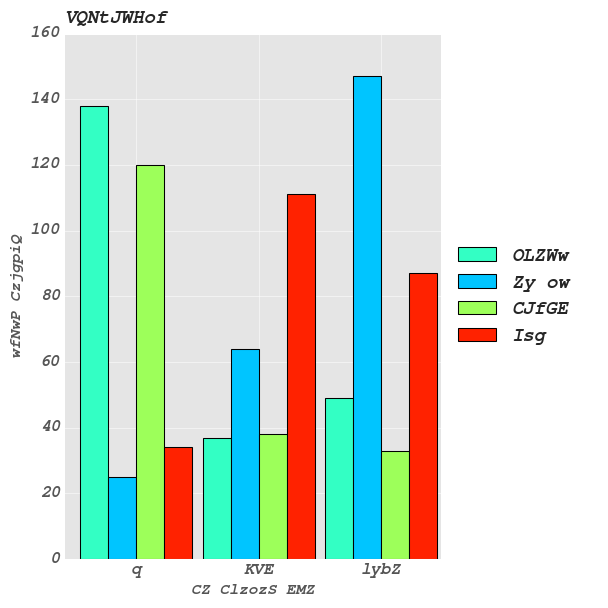 VQNtJWHof
160
140
120
100
80
60
40
20
0
wfNwP CzjgpiQ
q KVE lybZ
CZ ClzozS EMZ
OLZWw
Zy ow
CJfGE
Isg